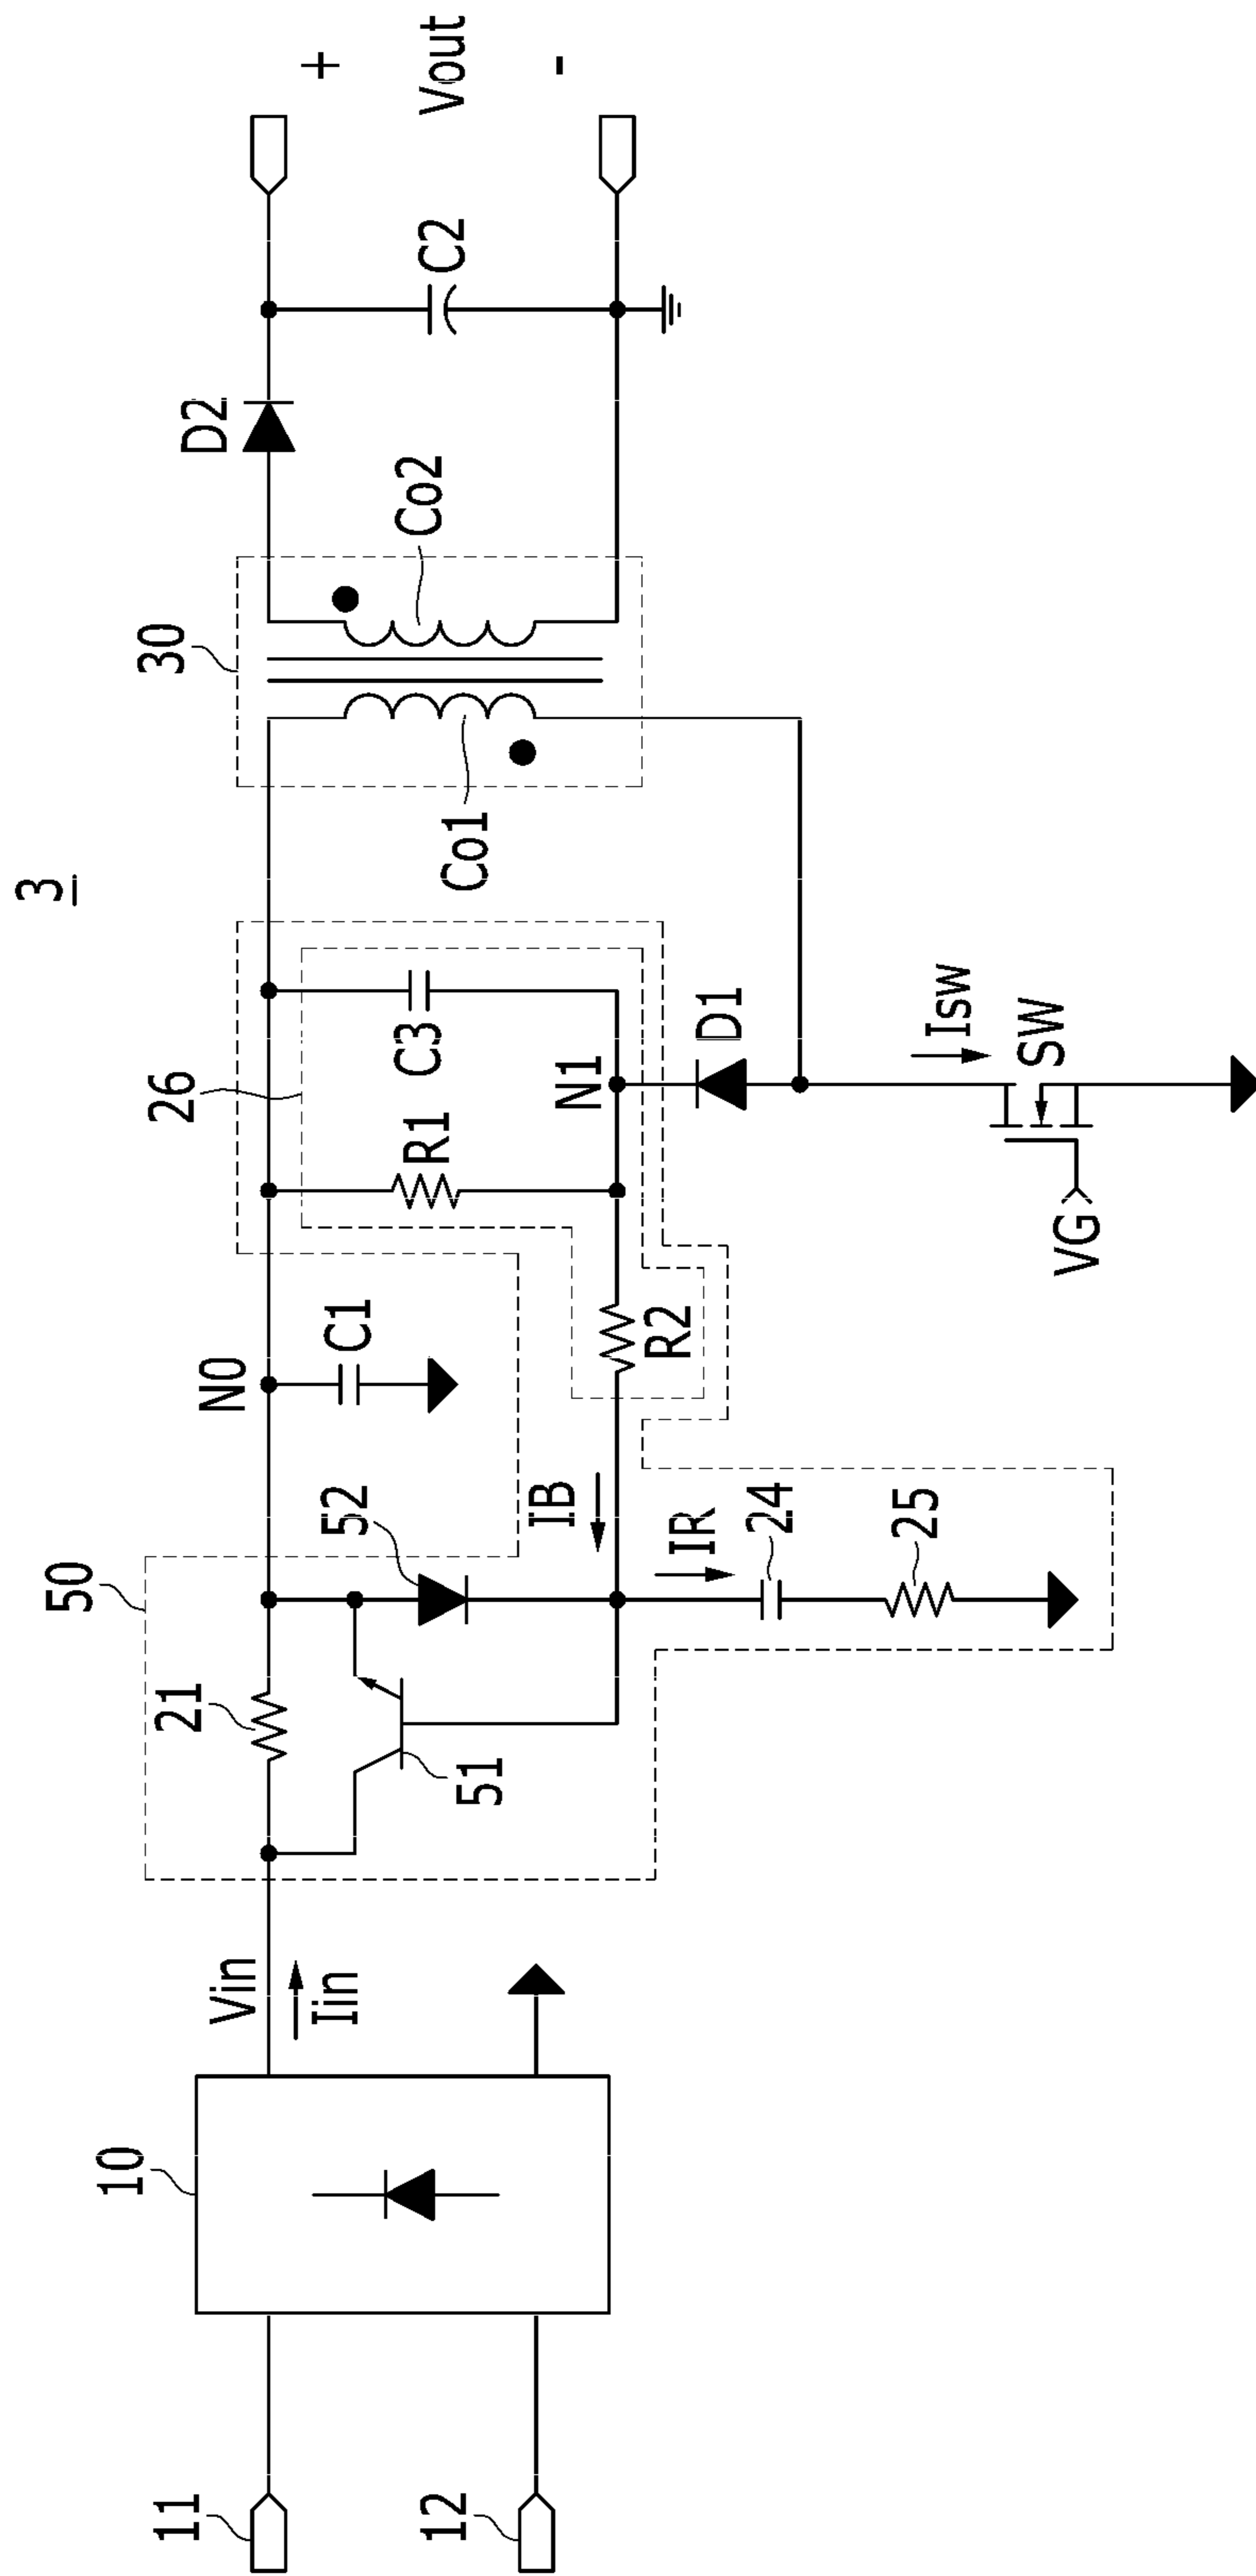 3
50
21
52
51
N0
C1
26
R1
C3
N1
R2
IB
IR
24
25
D1
Isw
SW
VG
30
Co1
Co2
D2
C2
+
Vout
-
10
Vin
Iin
11
12